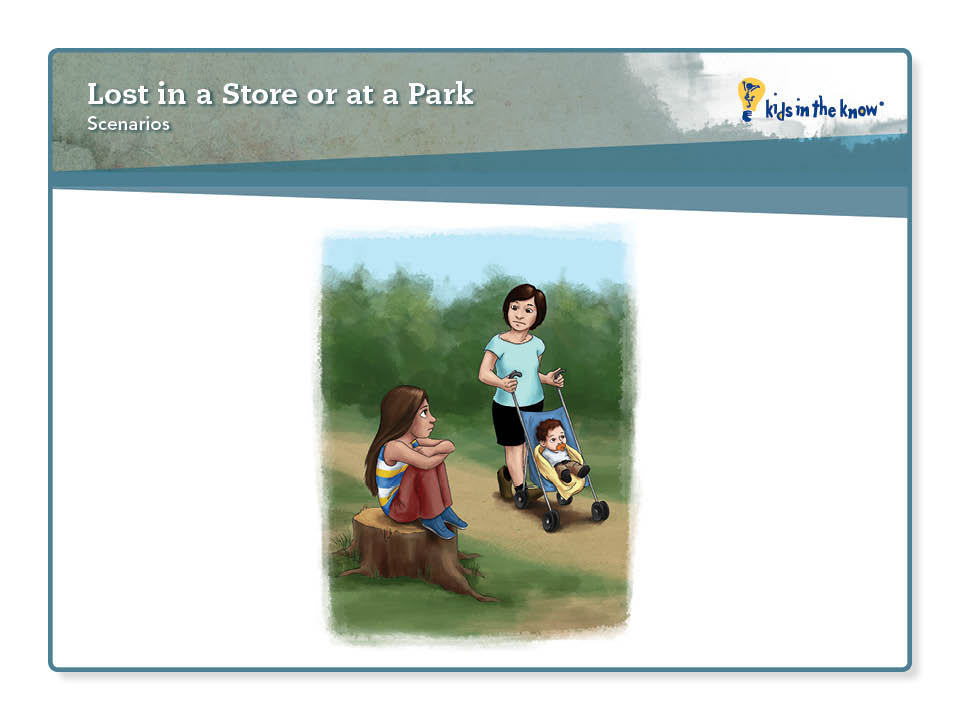 Lost in a Store or at a Park
Scenarios
kids in the know®